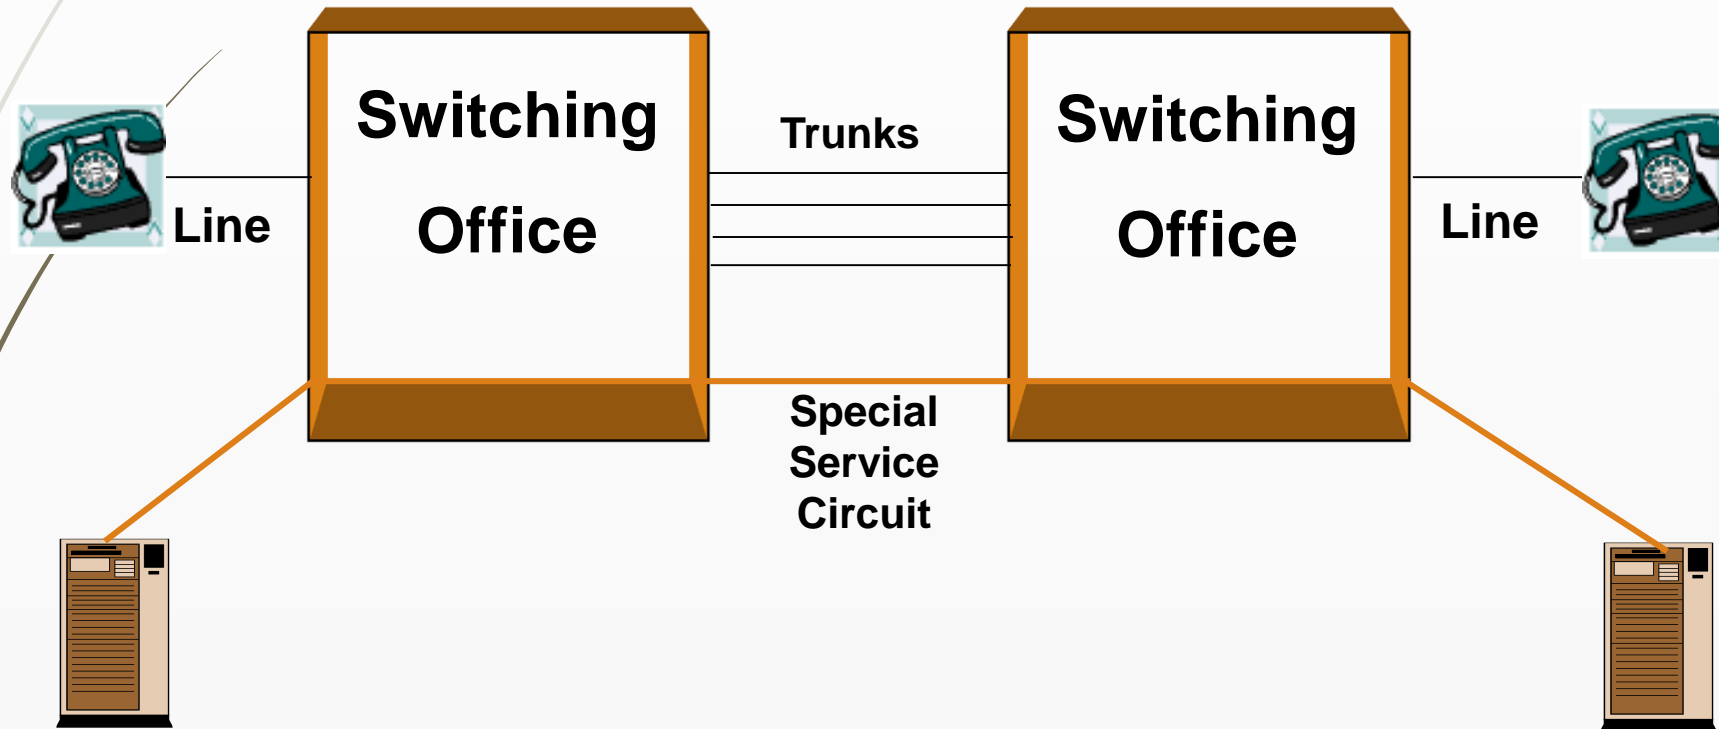 Switching
Office
Trunks
Switching
Office
Line
Line
Special
Service
Circuit